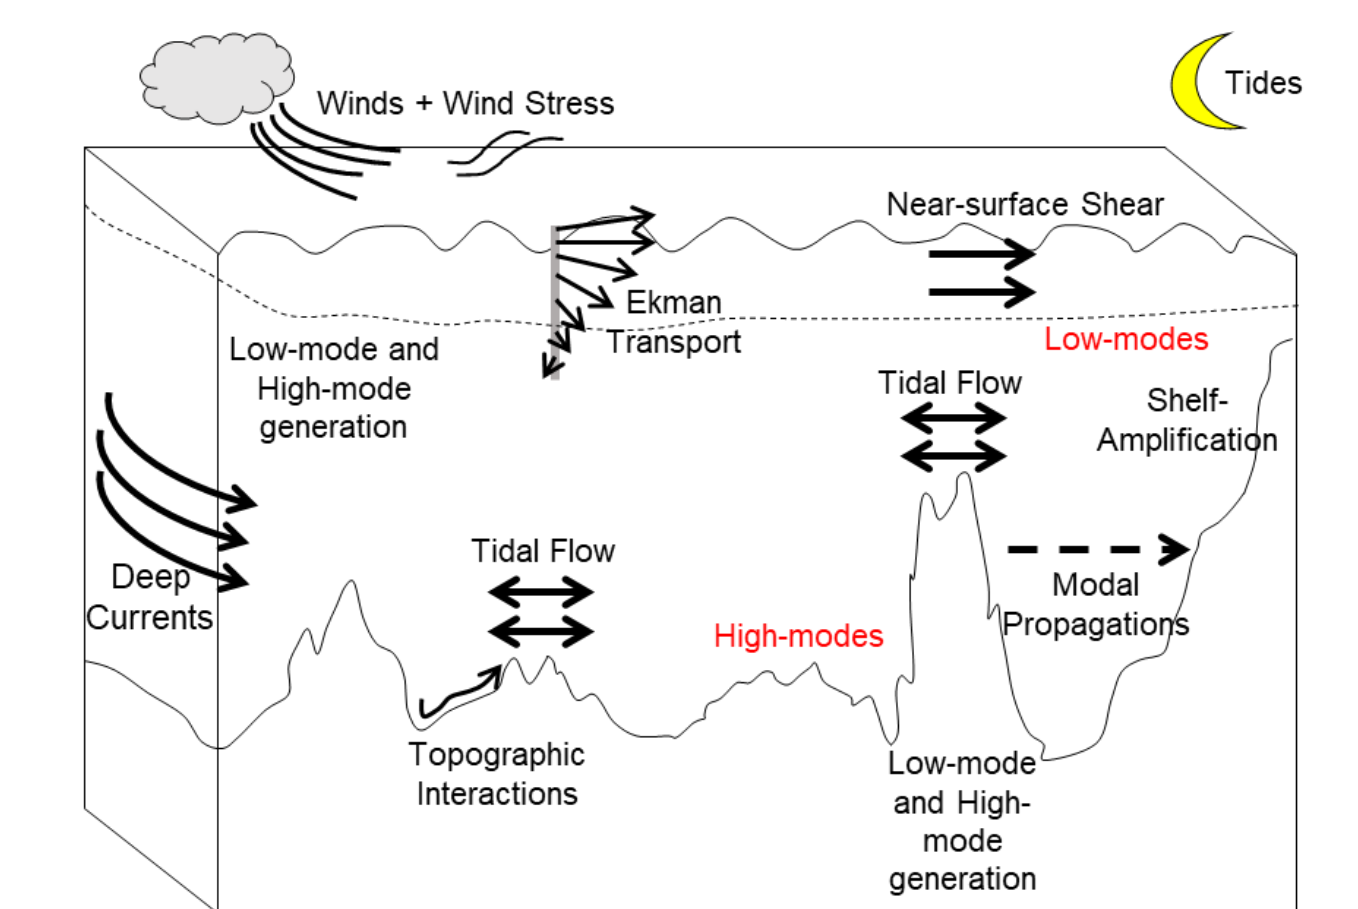 Winds + Wind Stress
Tides
Near-surface Shear
Ekman
Transport
Low-modes
Low-mode and
High-mode
generation
Tidal Flow
Shelf-
Amplification
Deep
Currents
Tidal Flow
High-modes
Modal
Propagations
Topographic
Interactions
Low-mode
and High-
mode
generation